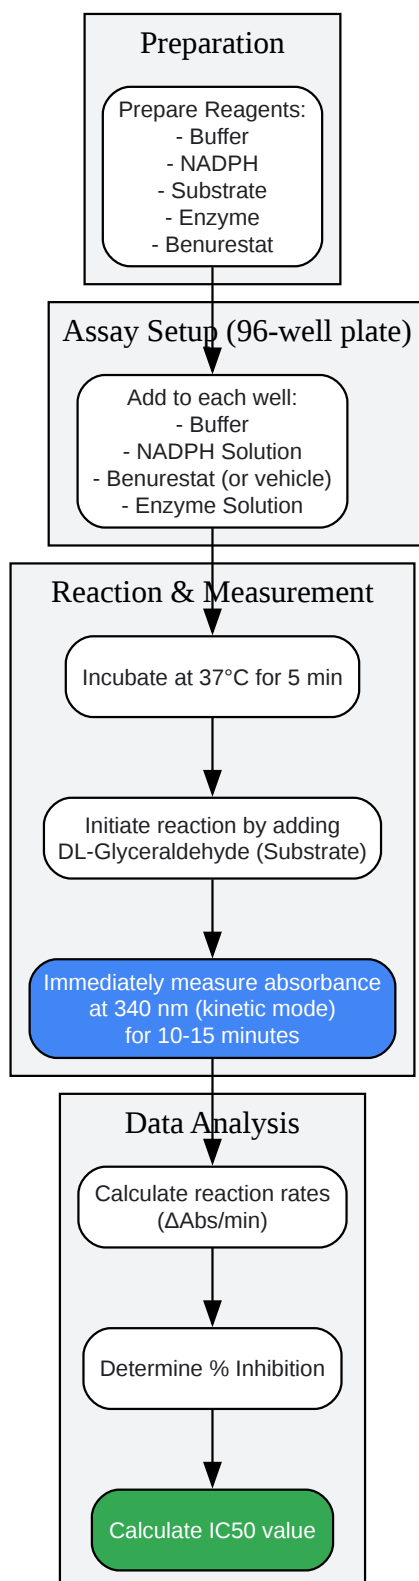 Preparation
Prepare Reagents:
- Buffer
- NADPH
- Substrate
- Enzyme
- Benurestat
Assay Setup (96-well plate)
Add to each well:
- Buffer
- NADPH Solution
- Benurestat (or vehicle)
- Enzyme Solution
Reaction & Measurement
Incubate at 37°C for 5 min
Initiate reaction by adding
DL-Glyceraldehyde (Substrate)
Immediately measure absorbance
at 340 nm (kinetic mode)
for 10-15 minutes
Data Analysis
Calculate reaction rates
(ΔAbs/min)
Determine % Inhibition
Calculate IC50 value